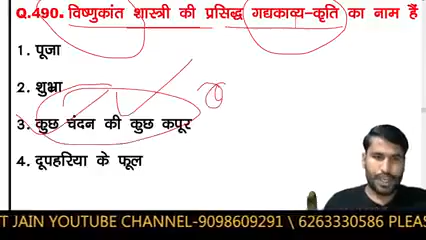 Q.490. विष्णुकांत शास्त्री की प्रसिद्ध गद्यकाव्य-कृति का नाम हैं
1. पूजा
2. शुभ्रा
3. कुछ चंदन की कुछ कपूर
4. दूपहरिया के फूल
T JAIN YOUTUBE CHANNEL-9098609291 \ 6263330586 PLEAS